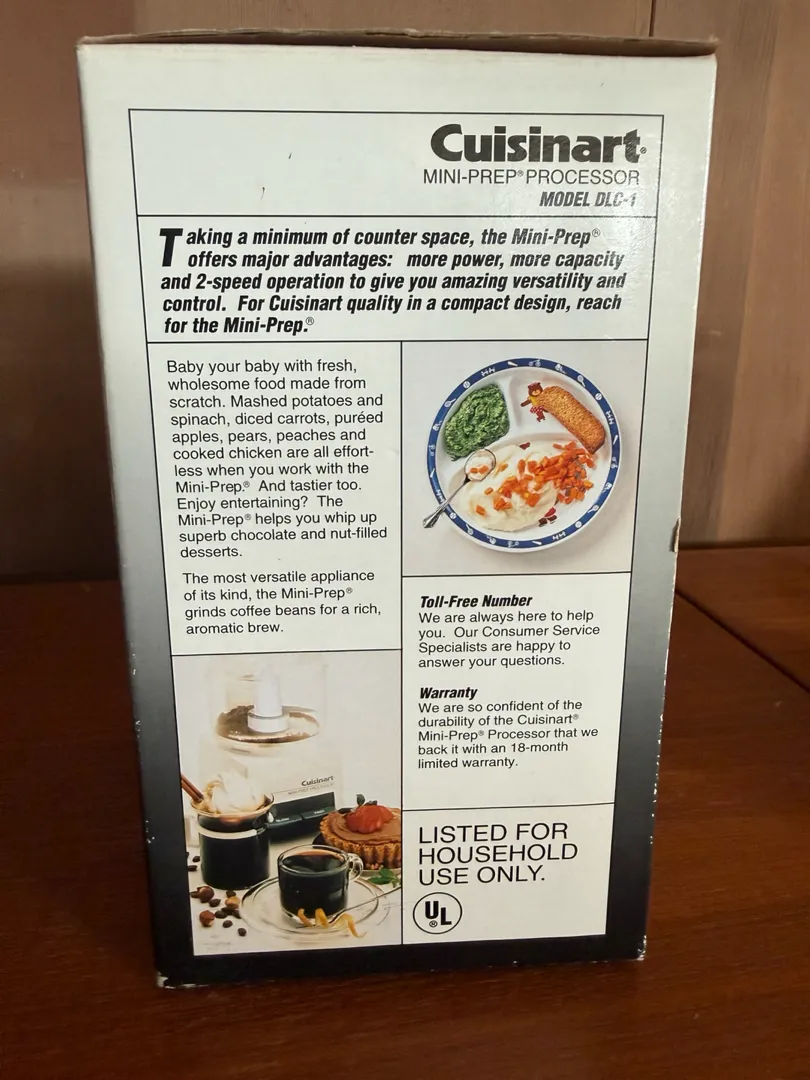 Cuisinart®
MINI-PREP® PROCESSOR
MODEL DLC-1
Taking a minimum of counter space, the Mini-Prep®
offers major advantages: more power, more capacity
and 2-speed operation to give you amazing versatility and
control. For Cuisinart quality in a compact design, reach
for the Mini-Prep.®
Baby your baby with fresh,
wholesome food made from
scratch. Mashed potatoes and
spinach, diced carrots, puréed
apples, pears, peaches and
cooked chicken are all effort-
less when you work with the
Mini-Prep.® And tastier too.
Enjoy entertaining? The
Mini-Prep® helps you whip up
superb chocolate and nut-filled
desserts.
The most versatile appliance
of its kind, the Mini-Prep®
grinds coffee beans for a rich,
aromatic brew.
Cuisinart
Toll-Free Number
We are always here to help
you. Our Consumer Service
Specialists are happy to
answer your questions.
Warranty
We are so confident of the
durability of the Cuisinart®
Mini-Prep® Processor that we
back it with an 18-month
limited warranty.
LISTED FOR
HOUSEHOLD
USE ONLY.
UL®